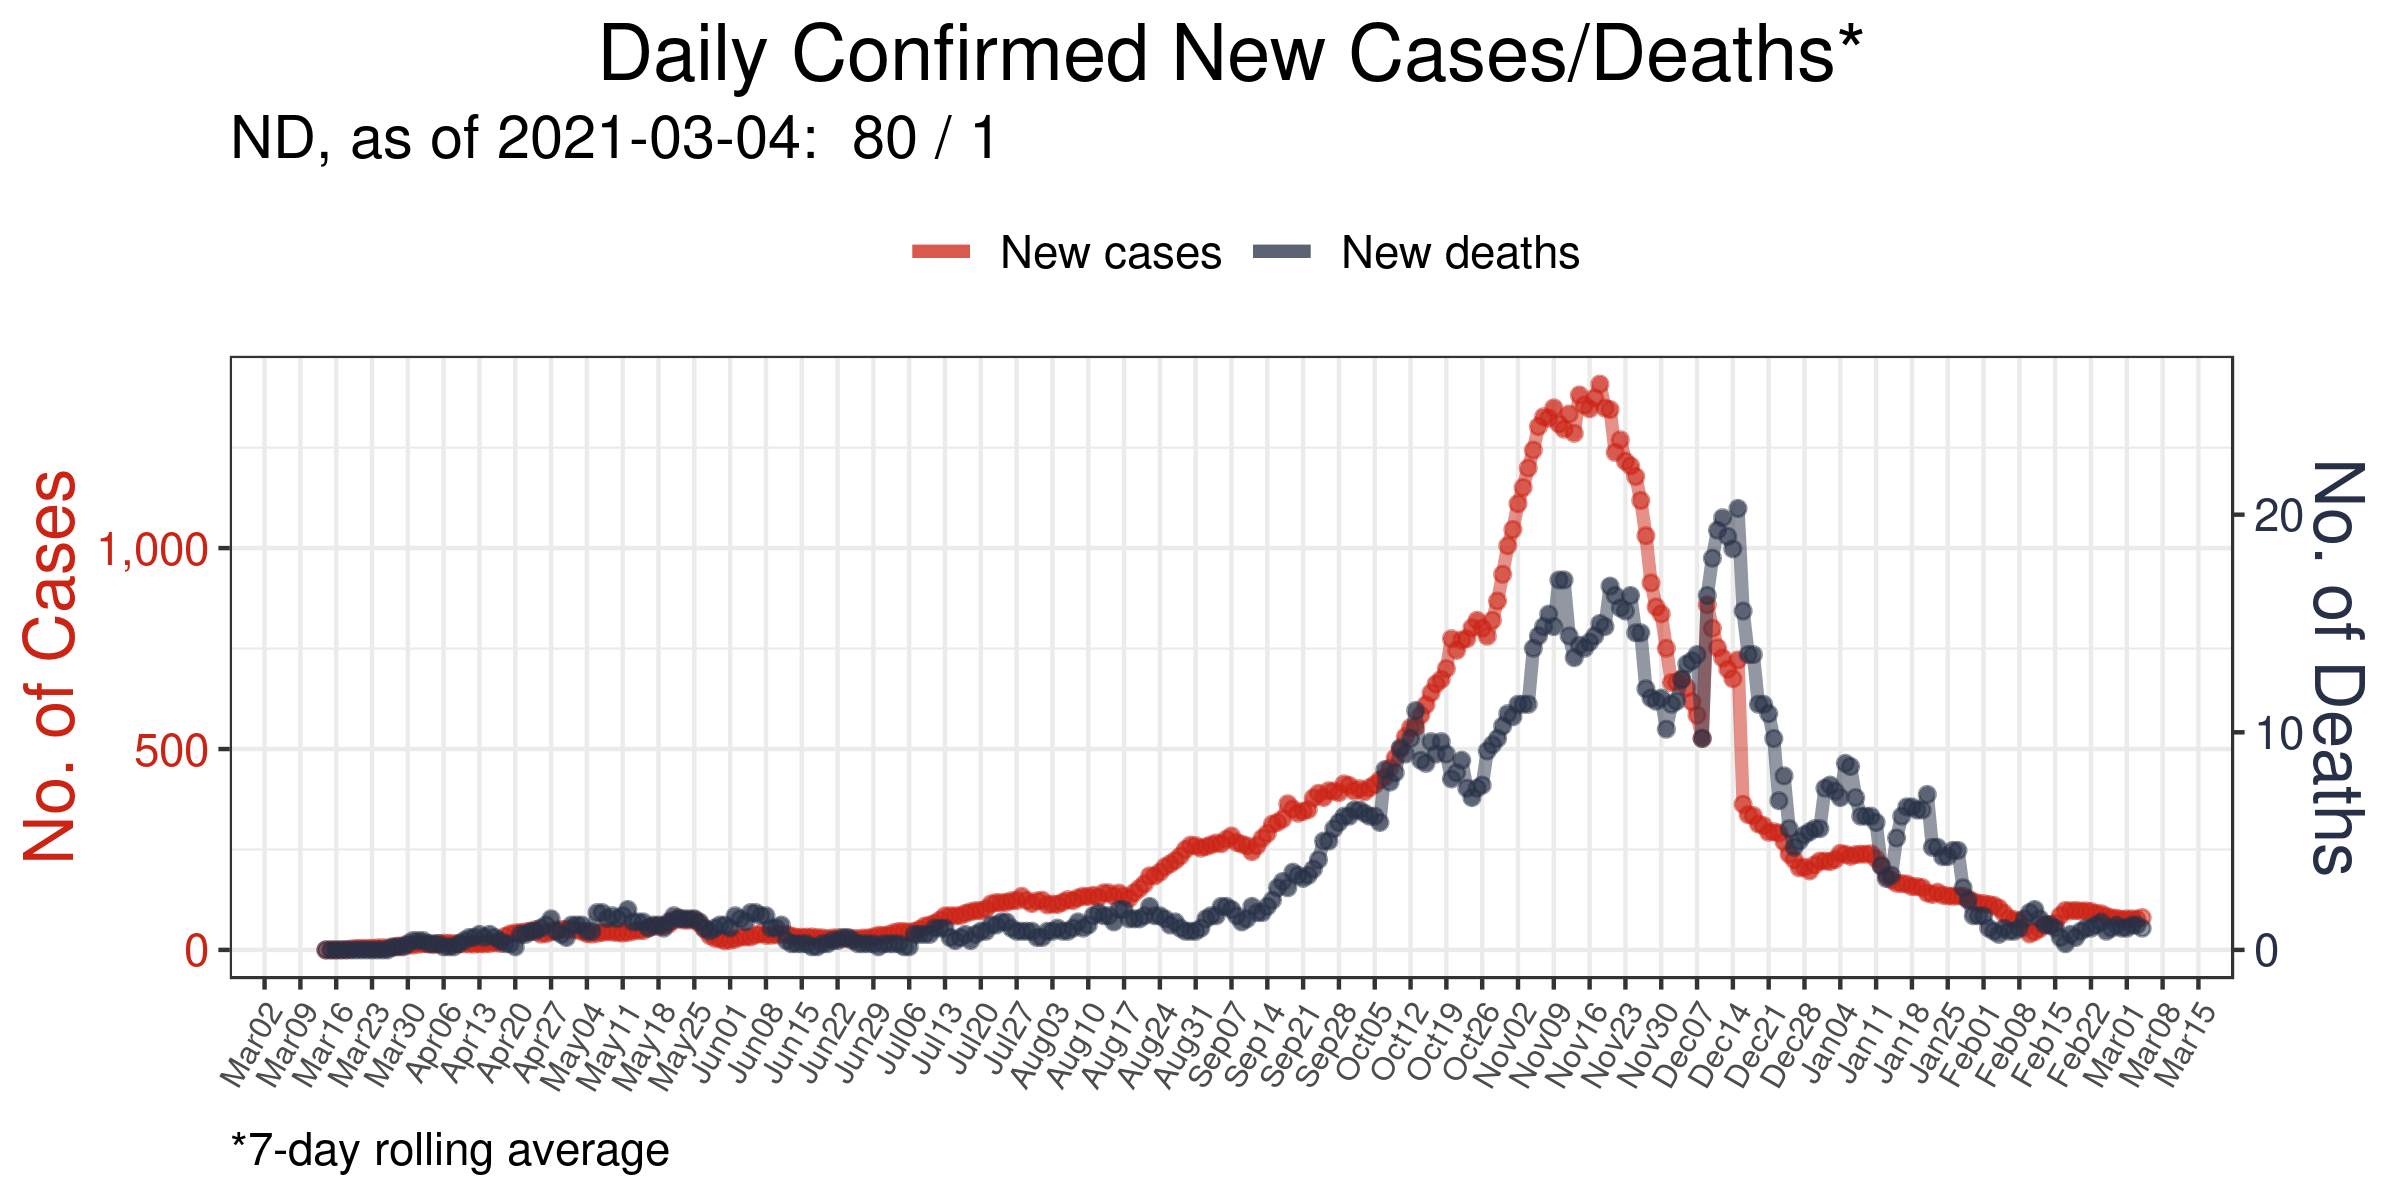 Daily Confirmed New Cases/Deaths*
ND, as of 2021-03-04:  80 / 1
New cases
New deaths
No. of Cases
1,000
500
0
20
10
0
No. of Deaths
Mar02
Mar09
Mar16
Mar23
Mar30
Apr06
Apr13
Apr20
Apr27
May04
May11
May18
May25
Jun01
Jun08
Jun15
Jun22
Jun29
Jul06
Jul13
Jul20
Jul27
Aug03
Aug10
Aug17
Aug24
Aug31
Sep07
Sep14
Sep21
Sep28
Oct05
Oct12
Oct19
Oct26
Nov02
Nov09
Nov16
Nov23
Nov30
Dec07
Dec14
Dec21
Dec28
Jan04
Jan11
Jan18
Jan25
Feb01
Feb08
Feb15
Feb22
Mar01
Mar08
Mar15
*7-day rolling average